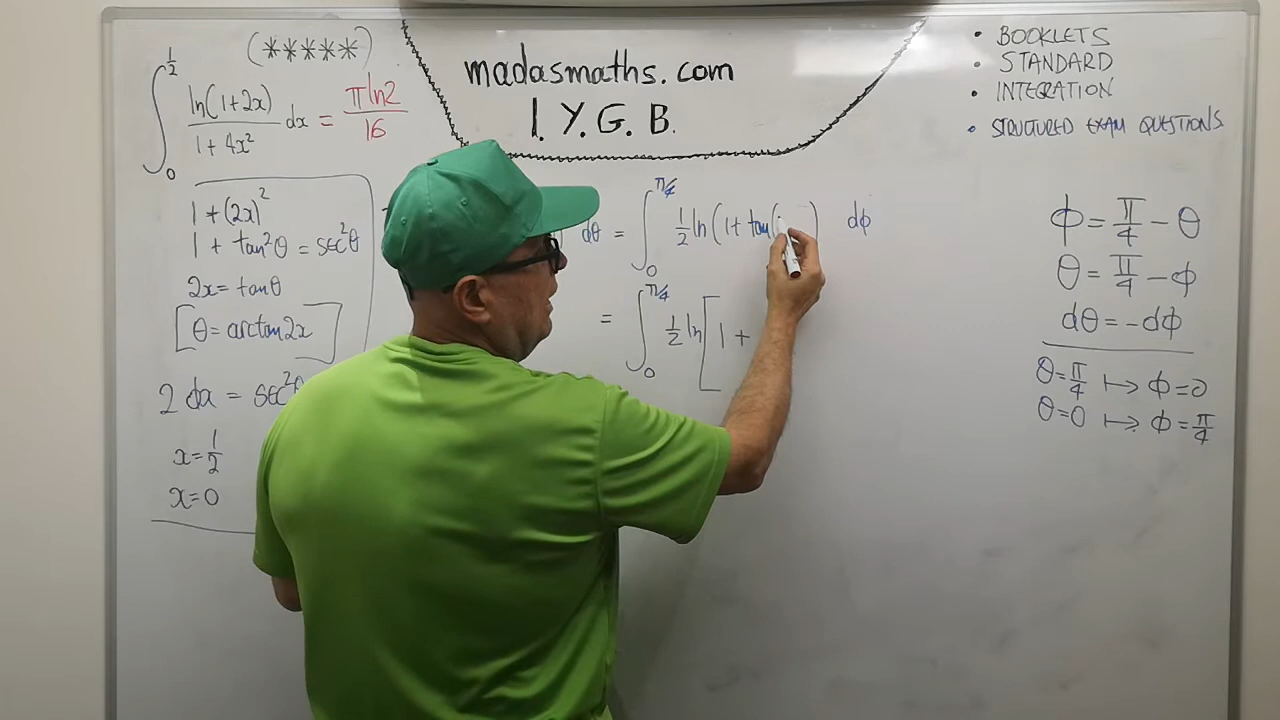 (*****)
∫₀^½ ln(1+2x)/(1+4x²) dx = πln2/16
madasmaths.com
I. Y. G. B.
• BOOKLETS
• STANDARD
• INTEGRATION
• STRUCTURED EXAM QUESTIONS
1+(2x)²
1 + tan²θ = sec²θ
2x = tanθ
[θ = arctan2x]
2 dx = sec²θ
x = 1/2
x = 0
) dθ = ∫₀^π/4 ½ ln(1 + tan( ) dφ
= ∫₀^π/4 ½ ln[1 +
φ = π/4 − θ
θ = π/4 − φ
dθ = −dφ
θ = π/4 ↦ φ = 0
θ = 0 ↦ φ = π/4